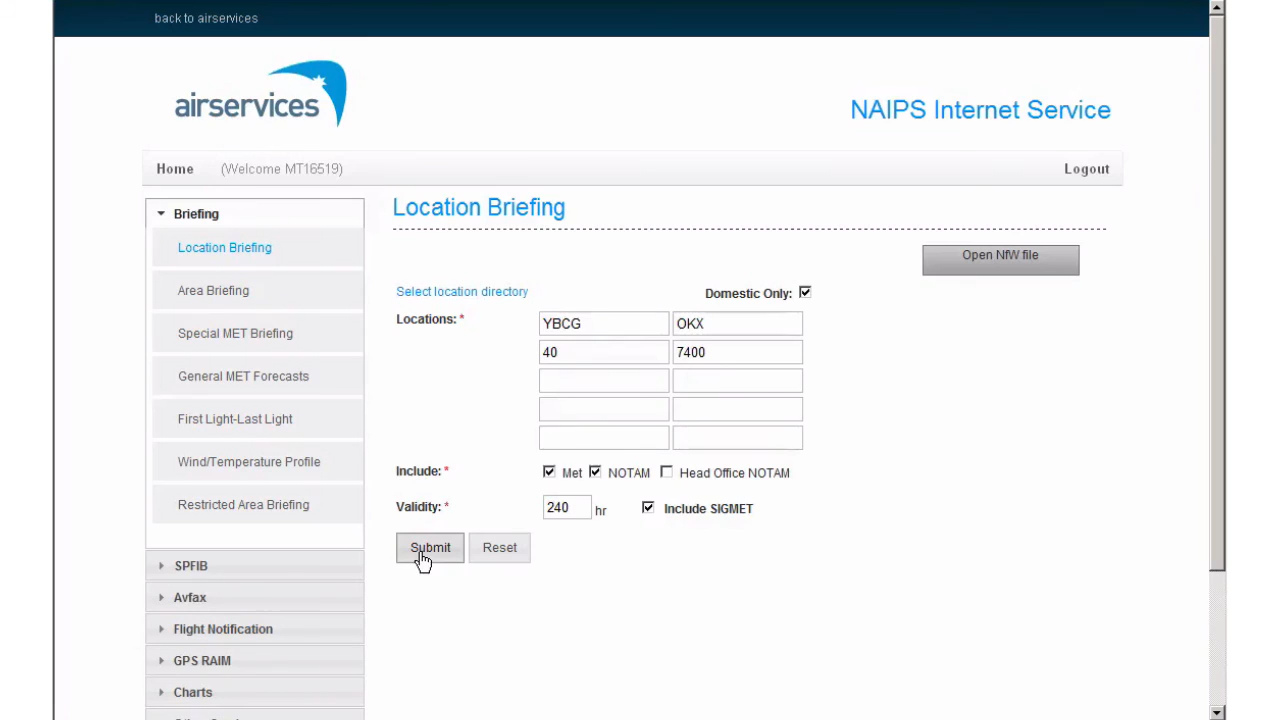 back to airservices
airservices
NAIPS Internet Service
Home (Welcome MT16519) Logout
Briefing
Location Briefing
Area Briefing
Special MET Briefing
General MET Forecasts
First Light-Last Light
Wind/Temperature Profile
Restricted Area Briefing
SPFIB
Avfax
Flight Notification
GPS RAIM
Charts
Location Briefing
Open NfW file
Select location directory Domestic Only:
Locations: * YBCG OKX
40 7400
Include: * Met NOTAM Head Office NOTAM
Validity: * 240 hr Include SIGMET
Submit Reset